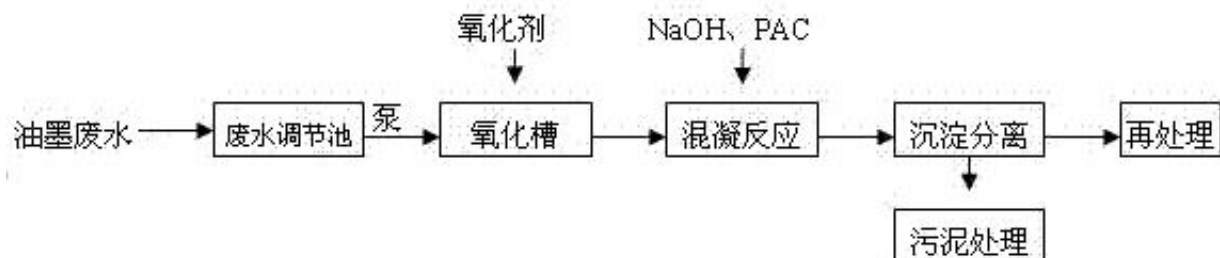 氧化剂
NaOH、PAC
油墨废水
废水调节池
泵
氧化槽
混凝反应
沉淀分离
再处理
污泥处理